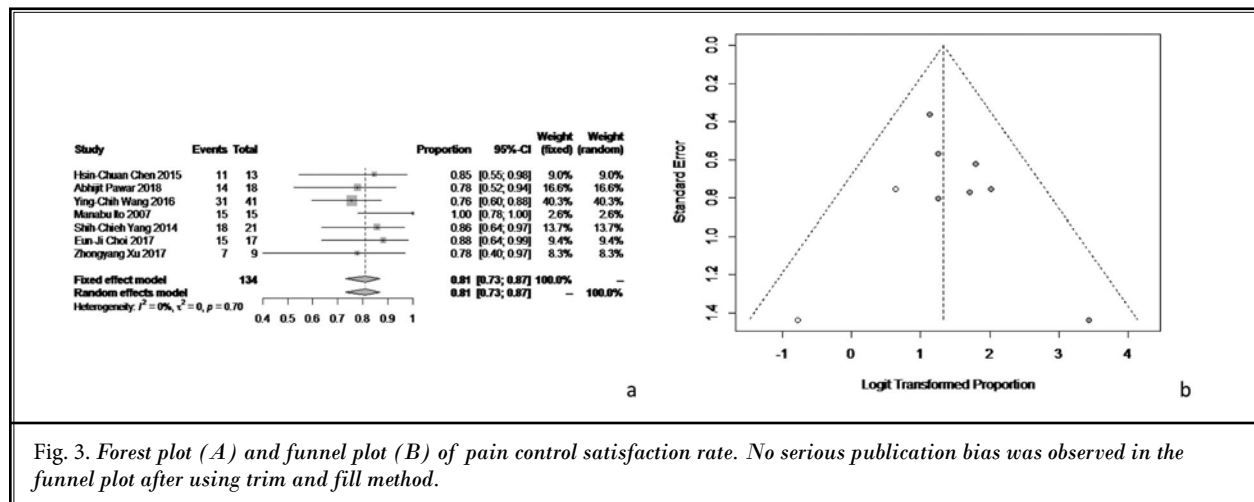 Study Events Total Proportion 95%-CI Weight (fixed) Weight (random)
Hsin-Chuan Chen 2015 11 13 0.85 [0.55; 0.98] 9.0% 9.0%
Abhijit Pawar 2018 14 18 0.78 [0.52; 0.94] 16.6% 16.6%
Ying-Chih Wang 2016 31 41 0.76 [0.60; 0.88] 40.3% 40.3%
Manabu Ito 2007 15 15 1.00 [0.78; 1.00] 2.6% 2.6%
Shih-Chieh Yang 2014 18 21 0.86 [0.64; 0.97] 13.7% 13.7%
Eun-Ji Choi 2017 15 17 0.88 [0.64; 0.99] 9.4% 9.4%
Zhongyang Xu 2017 7 9 0.78 [0.40; 0.97] 8.3% 8.3%
Fixed effect model 134 0.81 [0.73; 0.87] 100.0% --
Random effects model 0.81 [0.73; 0.87] -- 100.0%
Heterogeneity: I² = 0%, τ² = 0, p = 0.70
0.4 0.5 0.6 0.7 0.8 0.9 1
a
Standard Error
0.0
0.2
0.4
0.6
0.8
1.0
1.2
1.4
-1 0 1 2 3 4
Logit Transformed Proportion
b
Fig. 3. Forest plot (A) and funnel plot (B) of pain control satisfaction rate. No serious publication bias was observed in the
funnel plot after using trim and fill method.